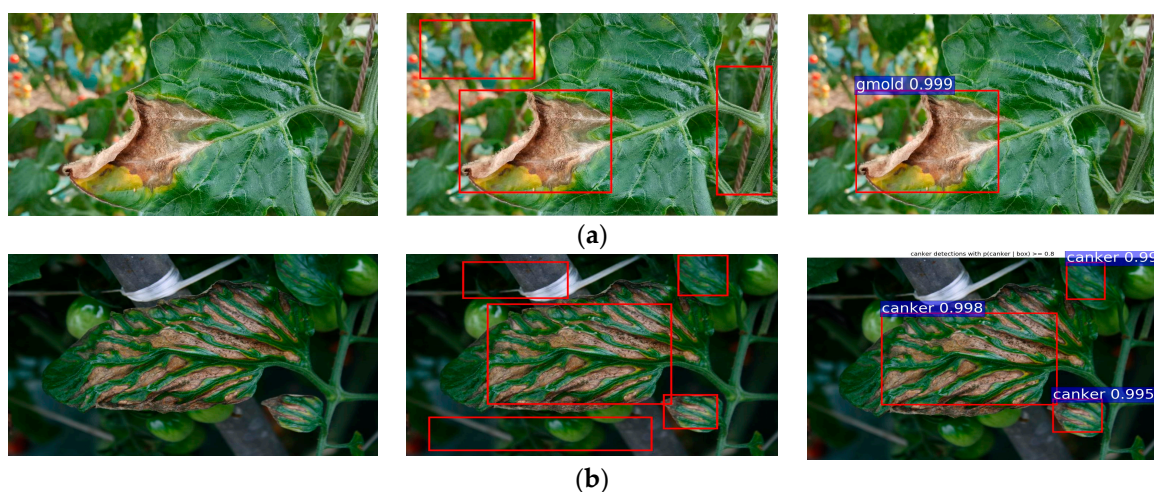 gmold 0.999
(a)
canker detections with p(canker | box) >= 0.8
canker 0.99
canker 0.998
canker 0.995
(b)